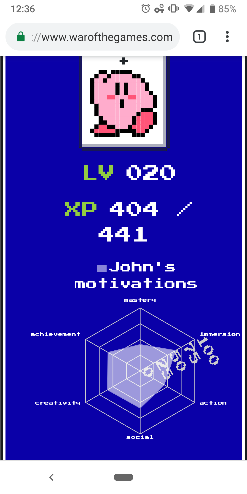 12:36
85%
://www.warofthegames.com
1
LV 020
XP 404 /
441
John's
motivations
mastery
achievement
immersion
creativity
action
social